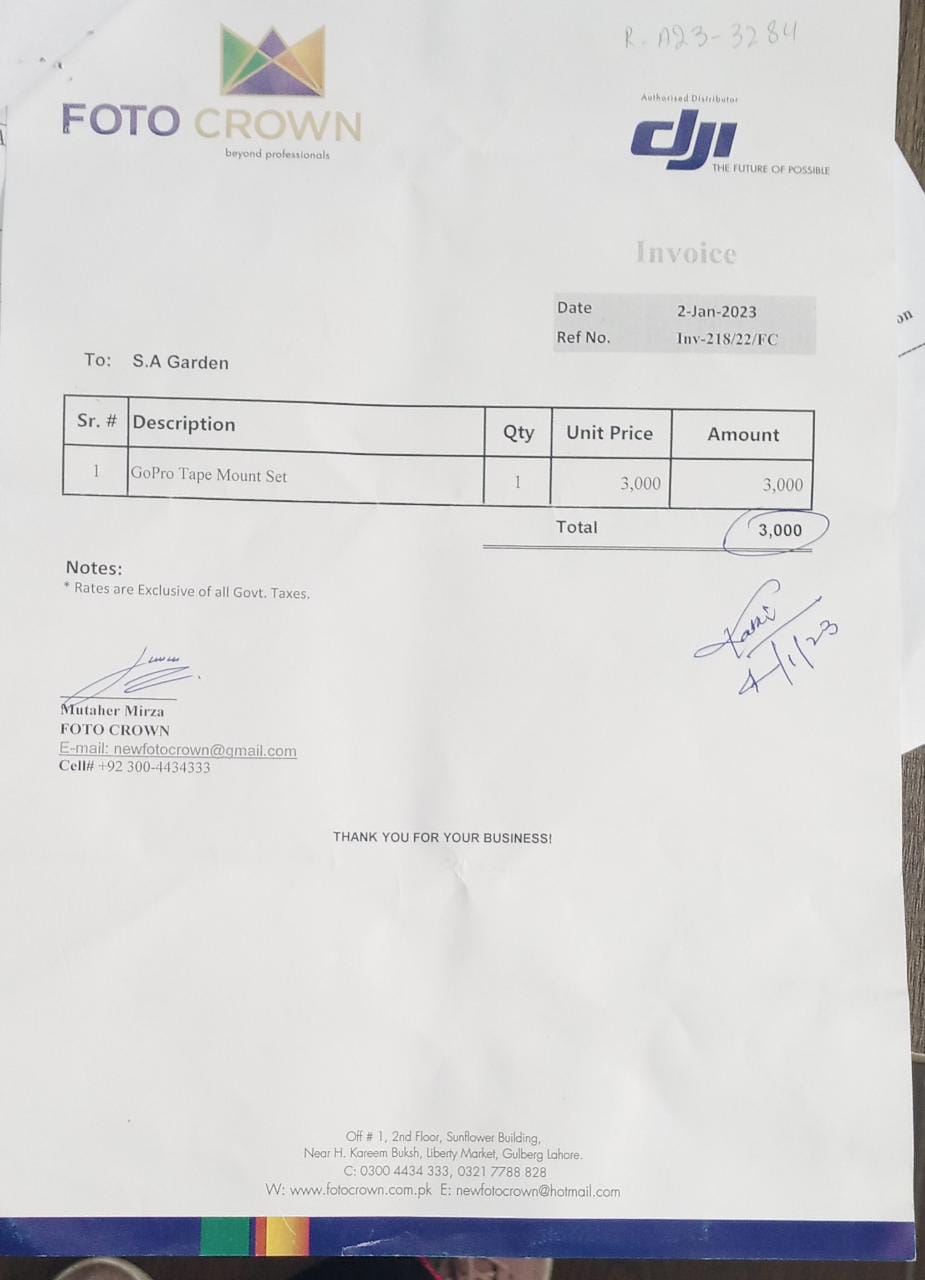 R. A23-3284
FOTO CROWN
beyond professionals
Authorised Distributor
dji
THE FUTURE OF POSSIBLE
Invoice
Date 2-Jan-2023
Ref No. Inv-218/22/FC
To: S.A Garden
Sr. # Description Qty Unit Price Amount
1 GoPro Tape Mount Set 1 3,000 3,000
Total 3,000
Notes:
* Rates are Exclusive of all Govt. Taxes.
4/1/23
Mutaher Mirza
FOTO CROWN
E-mail: newfotocrown@gmail.com
Cell# +92 300-4434333
THANK YOU FOR YOUR BUSINESS!
Off # 1, 2nd Floor, Sunflower Building,
Near H. Kareem Buksh, Liberty Market, Gulberg Lahore.
C: 0300 4434 333, 0321 7788 828
W: www.fotocrown.com.pk E: newfotocrown@hotmail.com